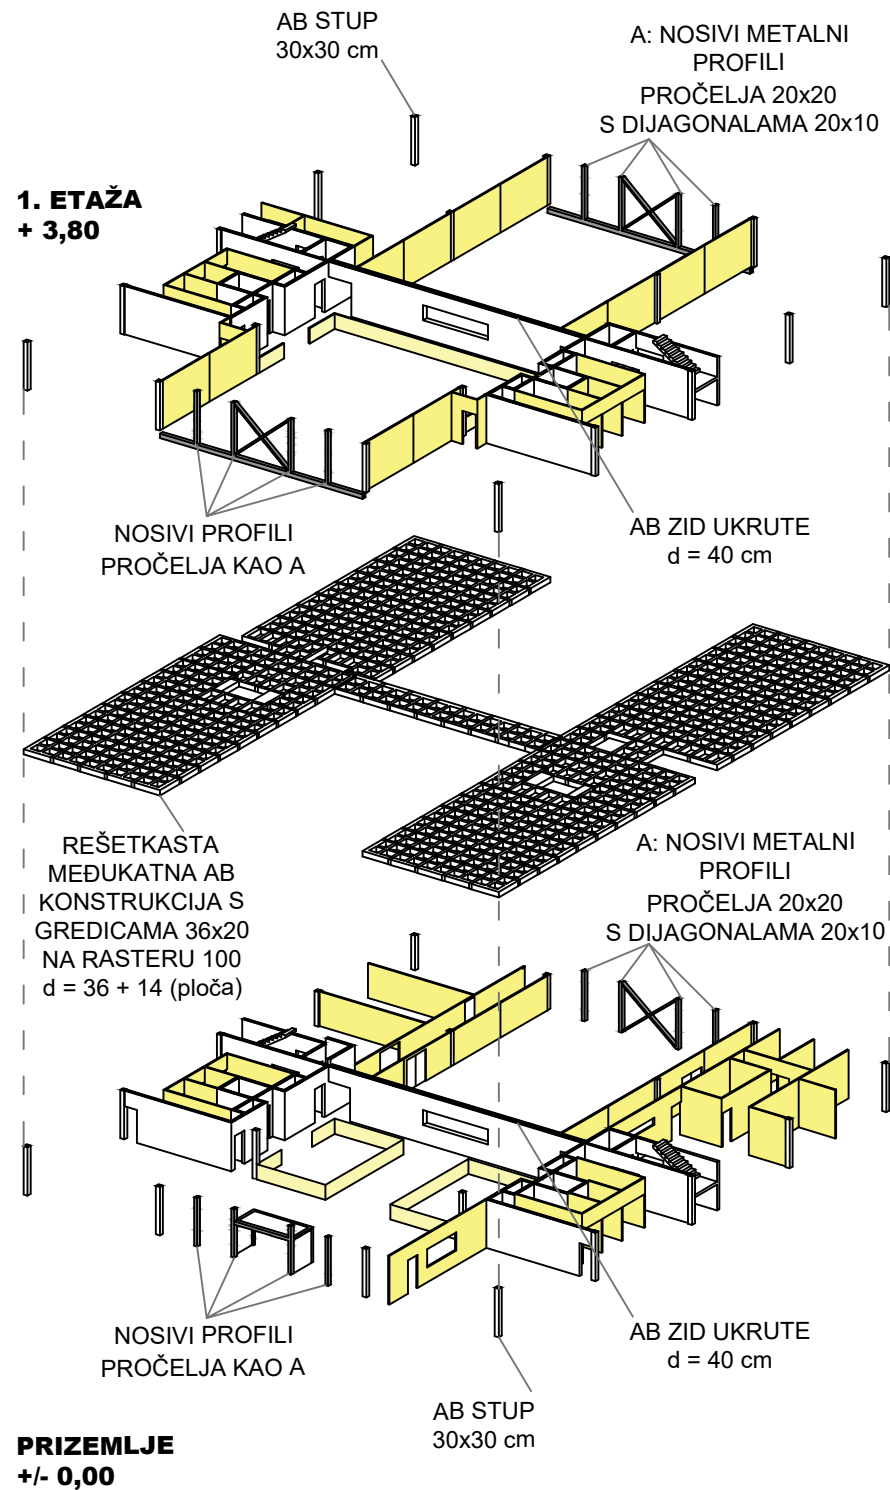 AB STUP
30x30 cm
A: NOSIVI METALNI
PROFILI
PROČELJA 20x20
S DIJAGONALAMA 20x10
1. ETAŽA
+ 3,80
NOSIVI PROFILI
PROČELJA KAO A
AB ZID UKRUTE
d = 40 cm
REŠETKASTA
MEĐUKATNA AB
KONSTRUKCIJA S
GREDICAMA 36x20
NA RASTERU 100
d = 36 + 14 (ploča)
A: NOSIVI METALNI
PROFILI
PROČELJA 20x20
S DIJAGONALAMA 20x10
NOSIVI PROFILI
PROČELJA KAO A
AB ZID UKRUTE
d = 40 cm
AB STUP
30x30 cm
PRIZEMLJE
+/- 0,00